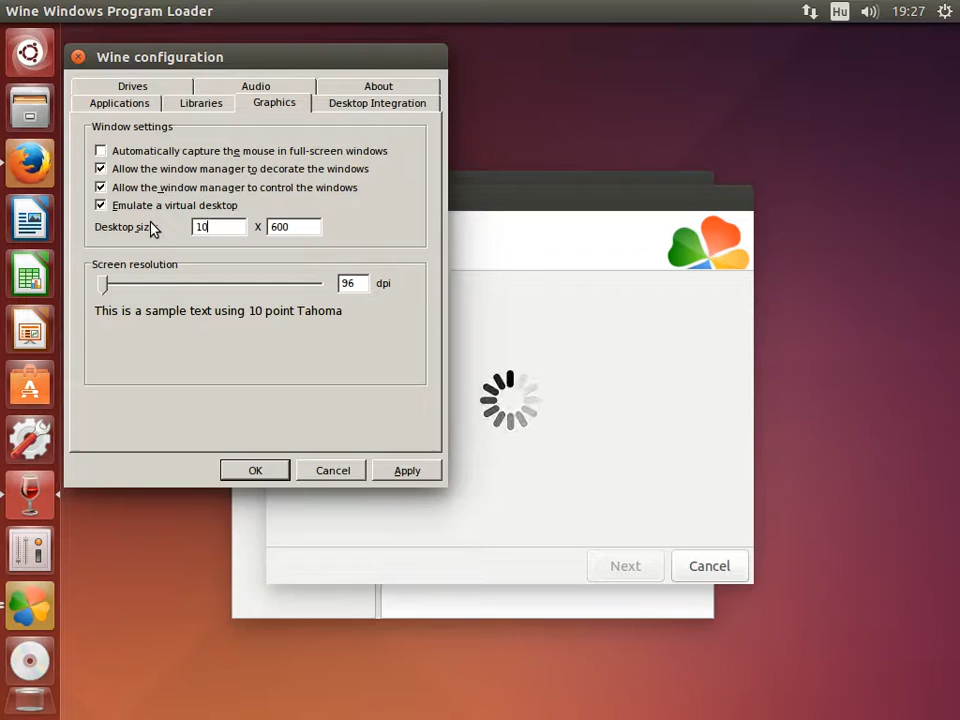 Wine Windows Program Loader
Hu
19:27
Wine configuration
Drives
Audio
About
Applications
Libraries
Graphics
Desktop Integration
Window settings
Automatically capture the mouse in full-screen windows
Allow the window manager to decorate the windows
Allow the window manager to control the windows
Emulate a virtual desktop
Desktop siz
10
X
600
Screen resolution
96
dpi
This is a sample text using 10 point Tahoma
OK
Cancel
Apply
Next
Cancel